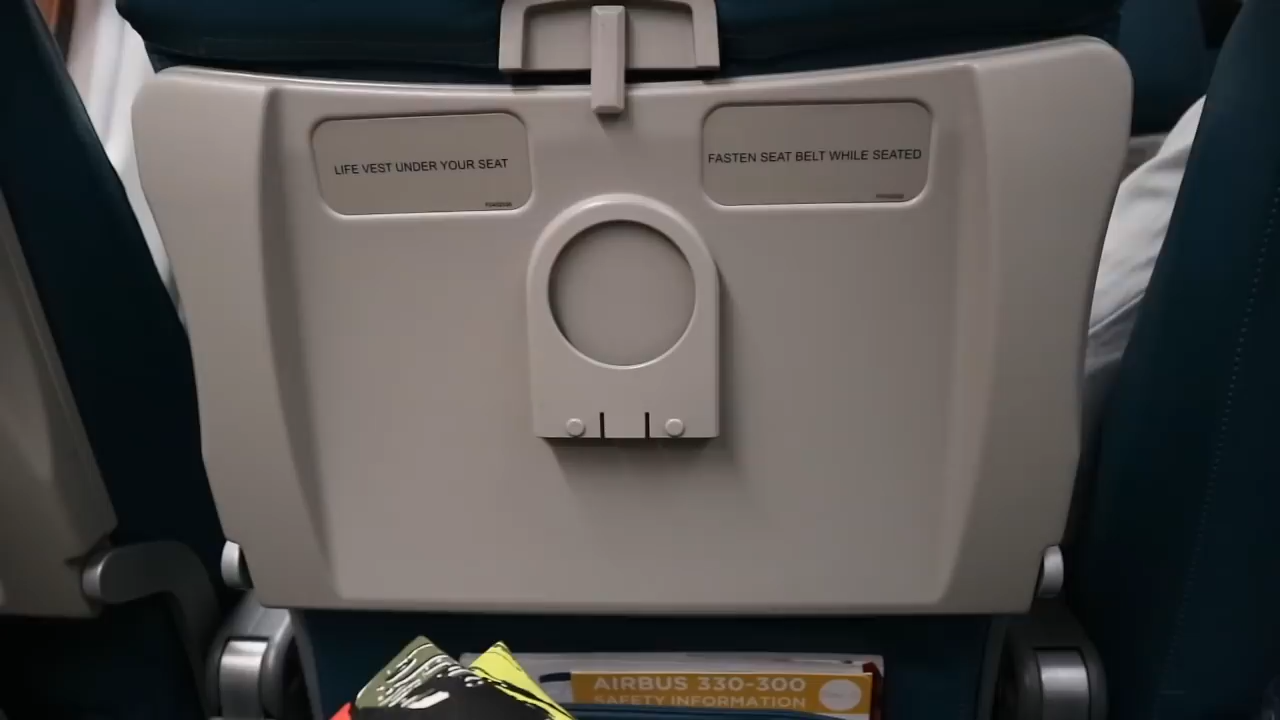 LIFE VEST UNDER YOUR SEAT
FASTEN SEAT BELT WHILE SEATED
AIRBUS 330-300
SAFETY INFORMATION